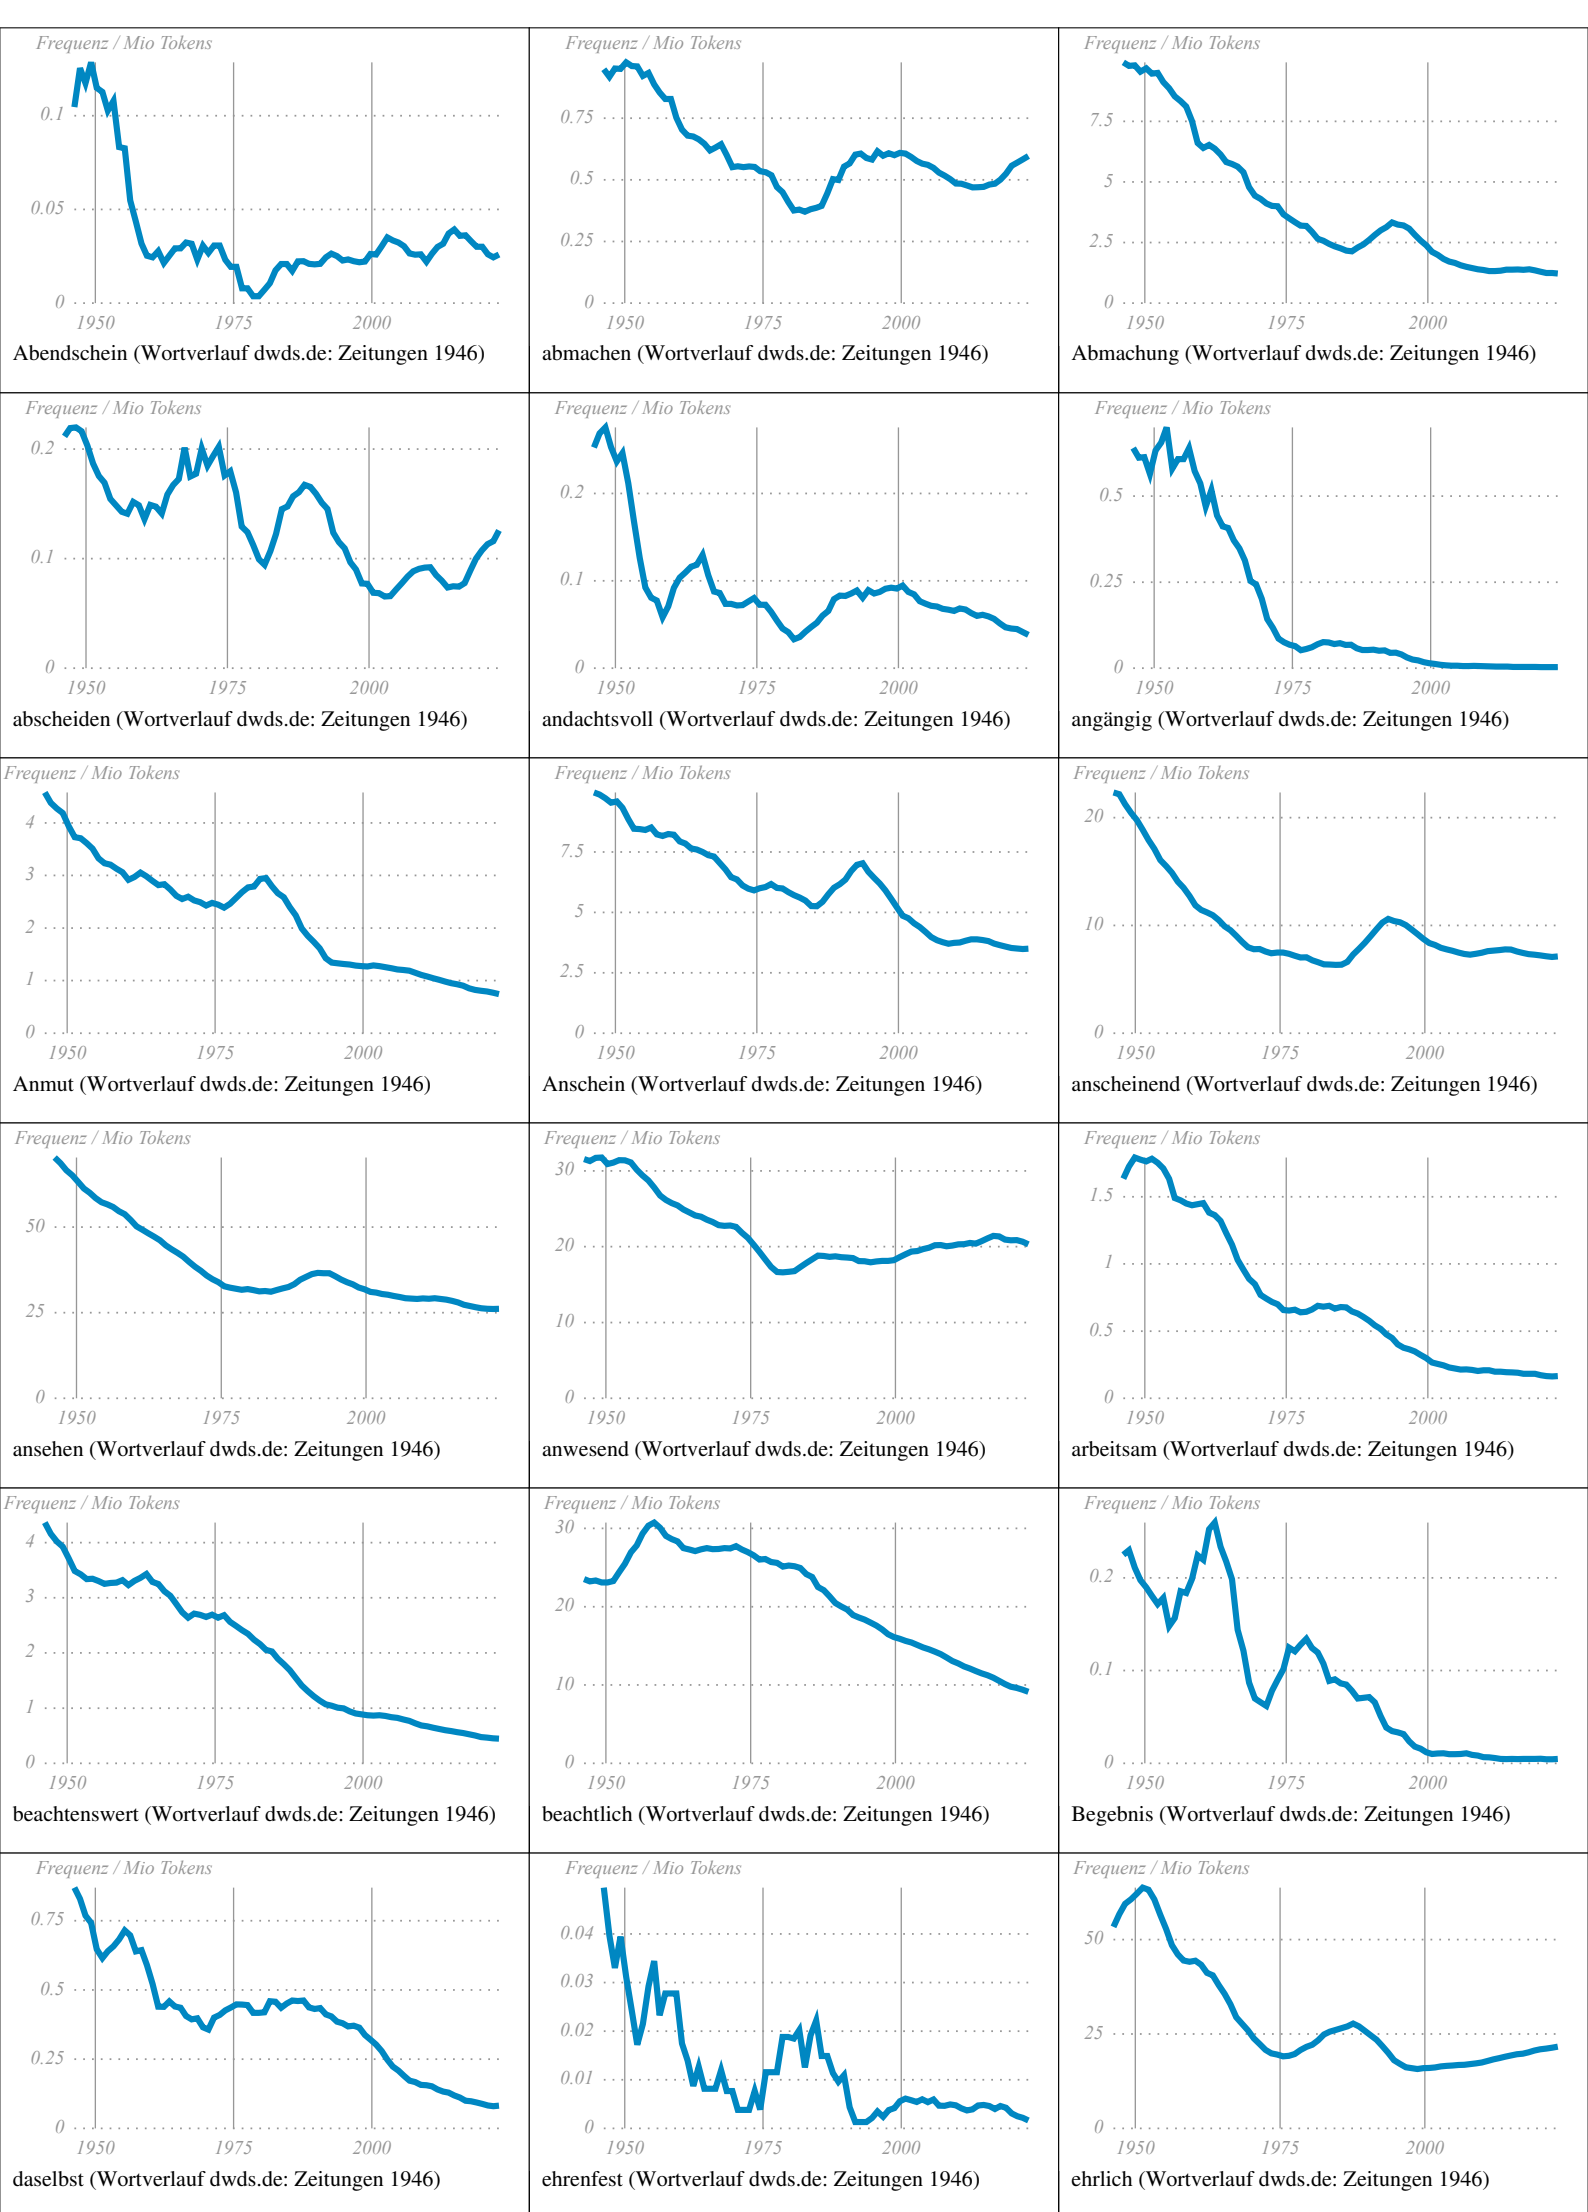 Frequenz / Mio Tokens
0.1
0.05
0
1950 1975 2000
Abendschein (Wortverlauf dwds.de: Zeitungen 1946)
Frequenz / Mio Tokens
0.75
0.5
0.25
0
1950 1975 2000
abmachen (Wortverlauf dwds.de: Zeitungen 1946)
Frequenz / Mio Tokens
7.5
5
2.5
0
1950 1975 2000
Abmachung (Wortverlauf dwds.de: Zeitungen 1946)
Frequenz / Mio Tokens
0.2
0.1
0
1950 1975 2000
abscheiden (Wortverlauf dwds.de: Zeitungen 1946)
Frequenz / Mio Tokens
0.2
0.1
0
1950 1975 2000
andachtsvoll (Wortverlauf dwds.de: Zeitungen 1946)
Frequenz / Mio Tokens
0.5
0.25
0
1950 1975 2000
angängig (Wortverlauf dwds.de: Zeitungen 1946)
Frequenz / Mio Tokens
4
3
2
1
0
1950 1975 2000
Anmut (Wortverlauf dwds.de: Zeitungen 1946)
Frequenz / Mio Tokens
7.5
5
2.5
0
1950 1975 2000
Anschein (Wortverlauf dwds.de: Zeitungen 1946)
Frequenz / Mio Tokens
20
10
0
1950 1975 2000
anscheinend (Wortverlauf dwds.de: Zeitungen 1946)
Frequenz / Mio Tokens
50
25
0
1950 1975 2000
ansehen (Wortverlauf dwds.de: Zeitungen 1946)
Frequenz / Mio Tokens
30
20
10
0
1950 1975 2000
anwesend (Wortverlauf dwds.de: Zeitungen 1946)
Frequenz / Mio Tokens
1.5
1
0.5
0
1950 1975 2000
arbeitsam (Wortverlauf dwds.de: Zeitungen 1946)
Frequenz / Mio Tokens
4
3
2
1
0
1950 1975 2000
beachtenswert (Wortverlauf dwds.de: Zeitungen 1946)
Frequenz / Mio Tokens
30
20
10
0
1950 1975 2000
beachtlich (Wortverlauf dwds.de: Zeitungen 1946)
Frequenz / Mio Tokens
0.2
0.1
0
1950 1975 2000
Begebnis (Wortverlauf dwds.de: Zeitungen 1946)
Frequenz / Mio Tokens
0.75
0.5
0.25
0
1950 1975 2000
daselbst (Wortverlauf dwds.de: Zeitungen 1946)
Frequenz / Mio Tokens
0.04
0.03
0.02
0.01
0
1950 1975 2000
ehrenfest (Wortverlauf dwds.de: Zeitungen 1946)
Frequenz / Mio Tokens
50
25
0
1950 1975 2000
ehrlich (Wortverlauf dwds.de: Zeitungen 1946)